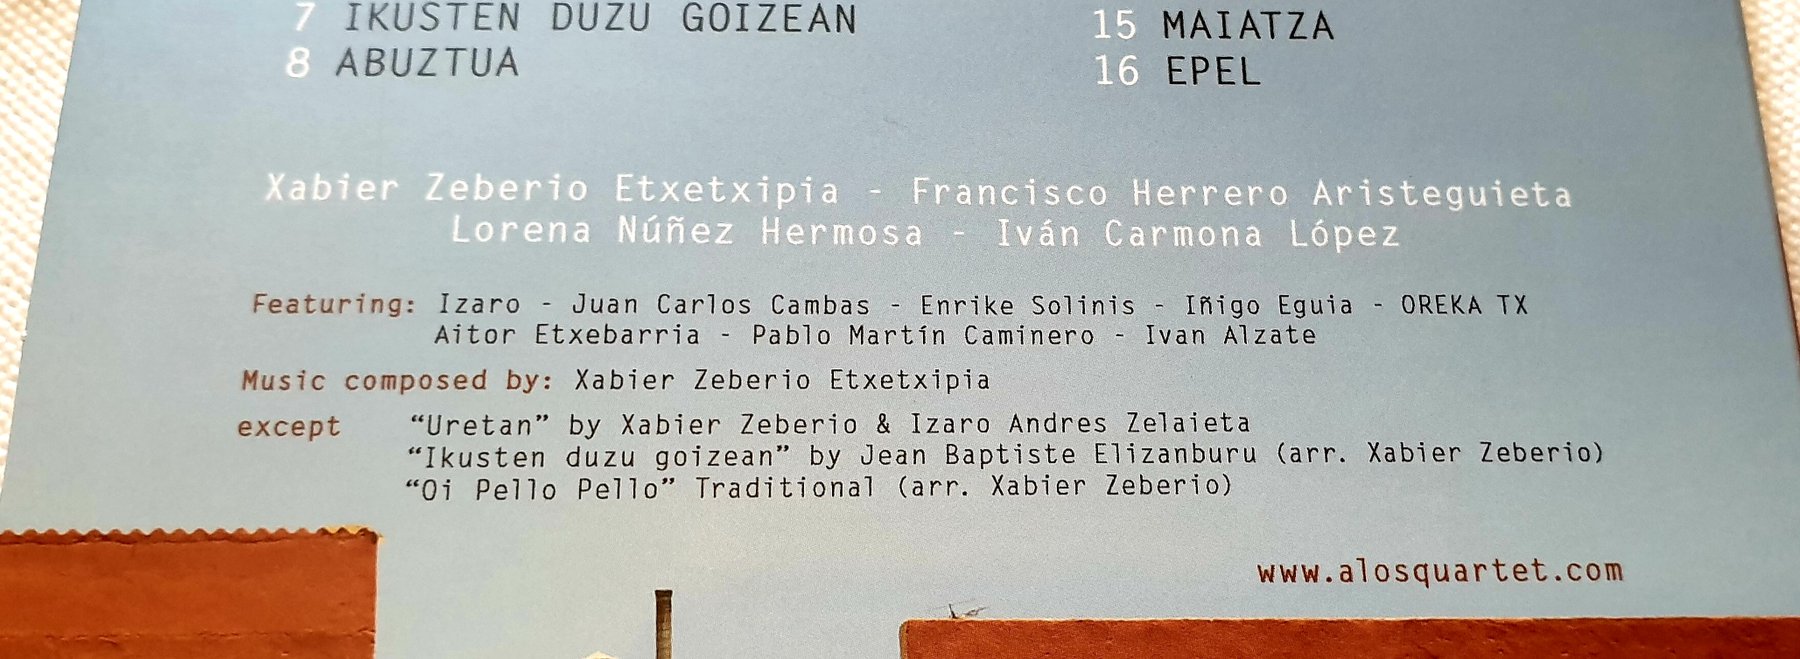 7 IKUSTEN DUZU GOIZEAN
8 ABUZTUA
15 MAIATZA
16 EPEL
Xabier Zeberio Etxetxipia - Francisco Herrero Aristeguieta
Lorena Núñez Hermosa - Iván Carmona López
Featuring: Izaro - Juan Carlos Cambas - Enrike Solinis - Iñigo Eguia - OREKA TX
Aitor Etxebarria - Pablo Martín Caminero - Ivan Alzate
Music composed by: Xabier Zeberio Etxetxipia
except “Uretan” by Xabier Zeberio & Izaro Andres Zelaieta
“Ikusten duzu goizean” by Jean Baptiste Elizanburu (arr. Xabier Zeberio)
“Oi Pello Pello” Traditional (arr. Xabier Zeberio)
www.alosquartet.com